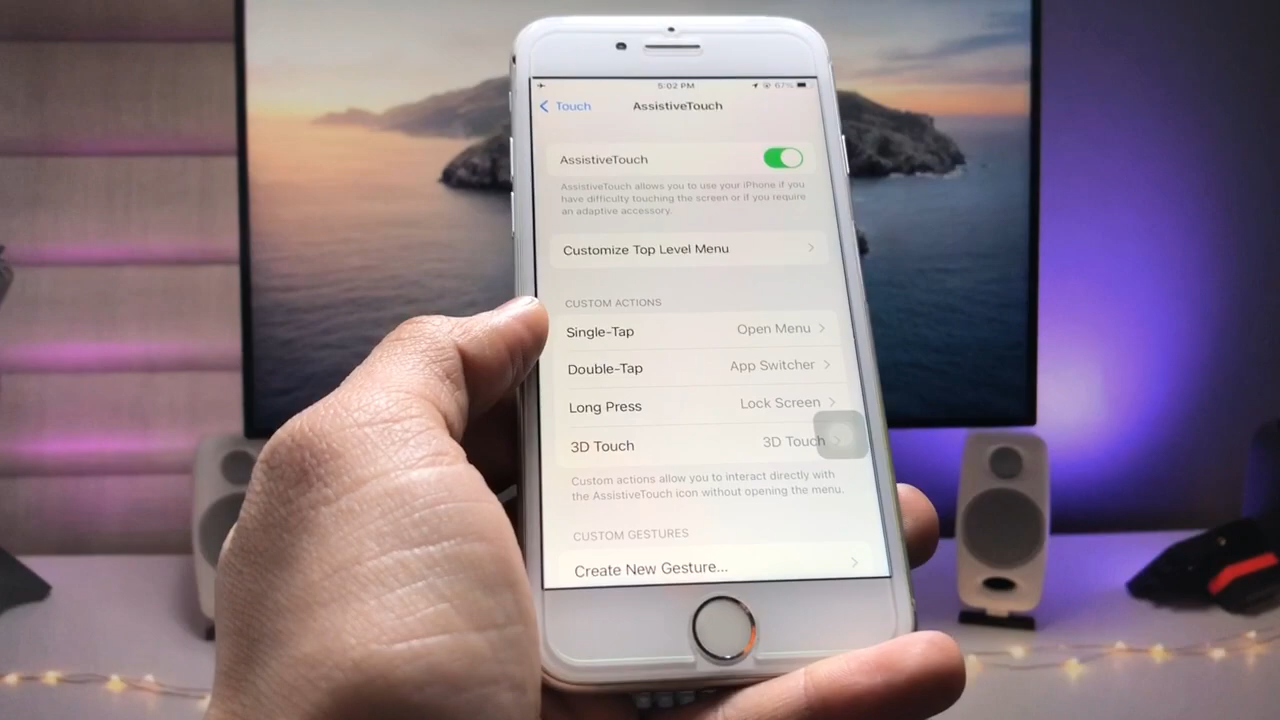 5:02 PM 67%
Touch AssistiveTouch
AssistiveTouch
AssistiveTouch allows you to use your iPhone if you
have difficulty touching the screen or if you require
an adaptive accessory.
Customize Top Level Menu
CUSTOM ACTIONS
Single-Tap Open Menu
Double-Tap App Switcher
Long Press Lock Screen
3D Touch 3D Touch
Custom actions allow you to interact directly with
the AssistiveTouch icon without opening the menu.
CUSTOM GESTURES
Create New Gesture...